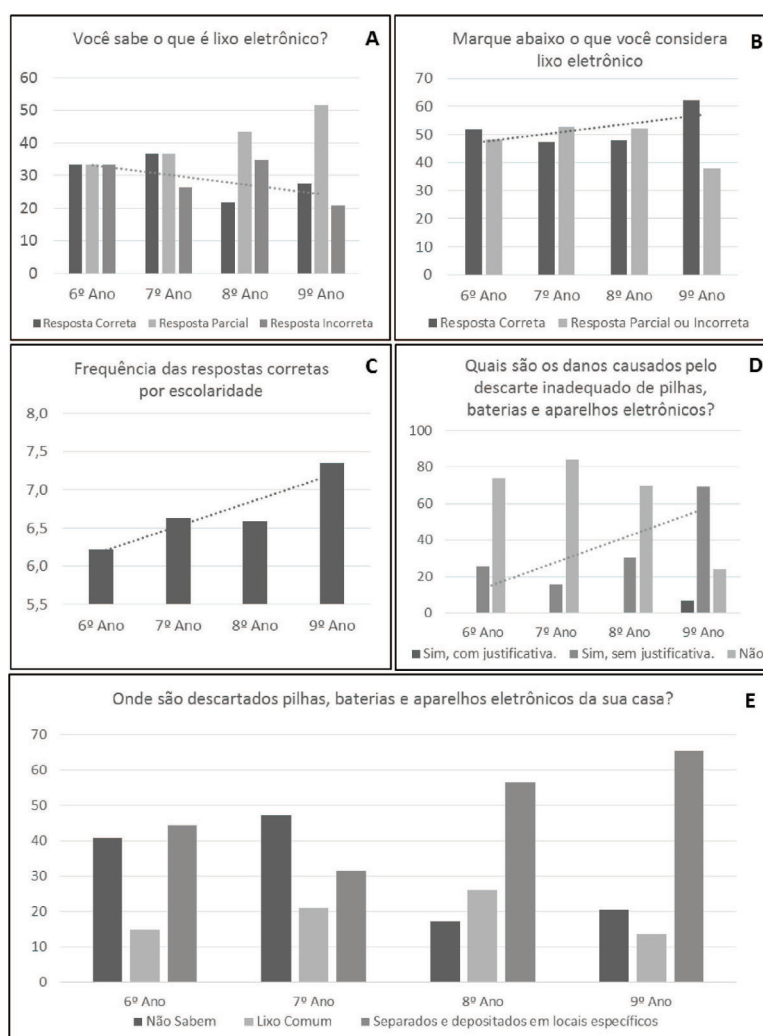 Você sabe o que é lixo eletrônico?
A
60
50
40
30
20
10
0
6º Ano 7º Ano 8º Ano 9º Ano
Resposta Correta Resposta Parcial Resposta Incorreta
Marque abaixo o que você considera
lixo eletrônico
B
70
60
50
40
30
20
10
0
6º Ano 7º Ano 8º Ano 9º Ano
Resposta Correta Resposta Parcial ou Incorreta
Frequência das respostas corretas
por escolaridade
C
8,0
7,5
7,0
6,5
6,0
5,5
6º Ano 7º Ano 8º Ano 9º Ano
Quais são os danos causados pelo
descarte inadequado de pilhas,
baterias e aparelhos eletrônicos?
D
100
80
60
40
20
0
6º Ano 7º Ano 8º Ano 9º Ano
Sim, com justificativa. Sim, sem justificativa. Não
Onde são descartados pilhas, baterias e aparelhos eletrônicos da sua casa?
E
70
60
50
40
30
20
10
0
6º Ano 7º Ano 8º Ano 9º Ano
Não Sabem Lixo Comum Separados e depositados em locais específicos